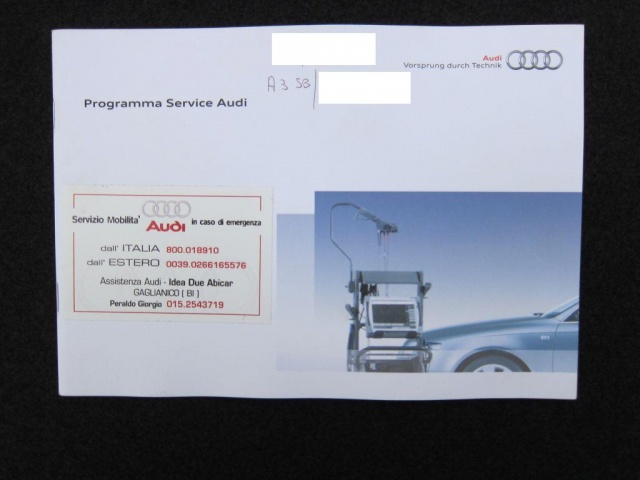 Audi
Vorsprung durch Technik
A3 SB
Programma Service Audi
Servizio Mobilita' Audi in caso di emergenza
dall' ITALIA 800.018910
dall' ESTERO 0039.0266165576
Assistenza Audi - Idea Due Abicar
GAGLIANICO ( BI )
Peraldo Giorgio 015.2543719